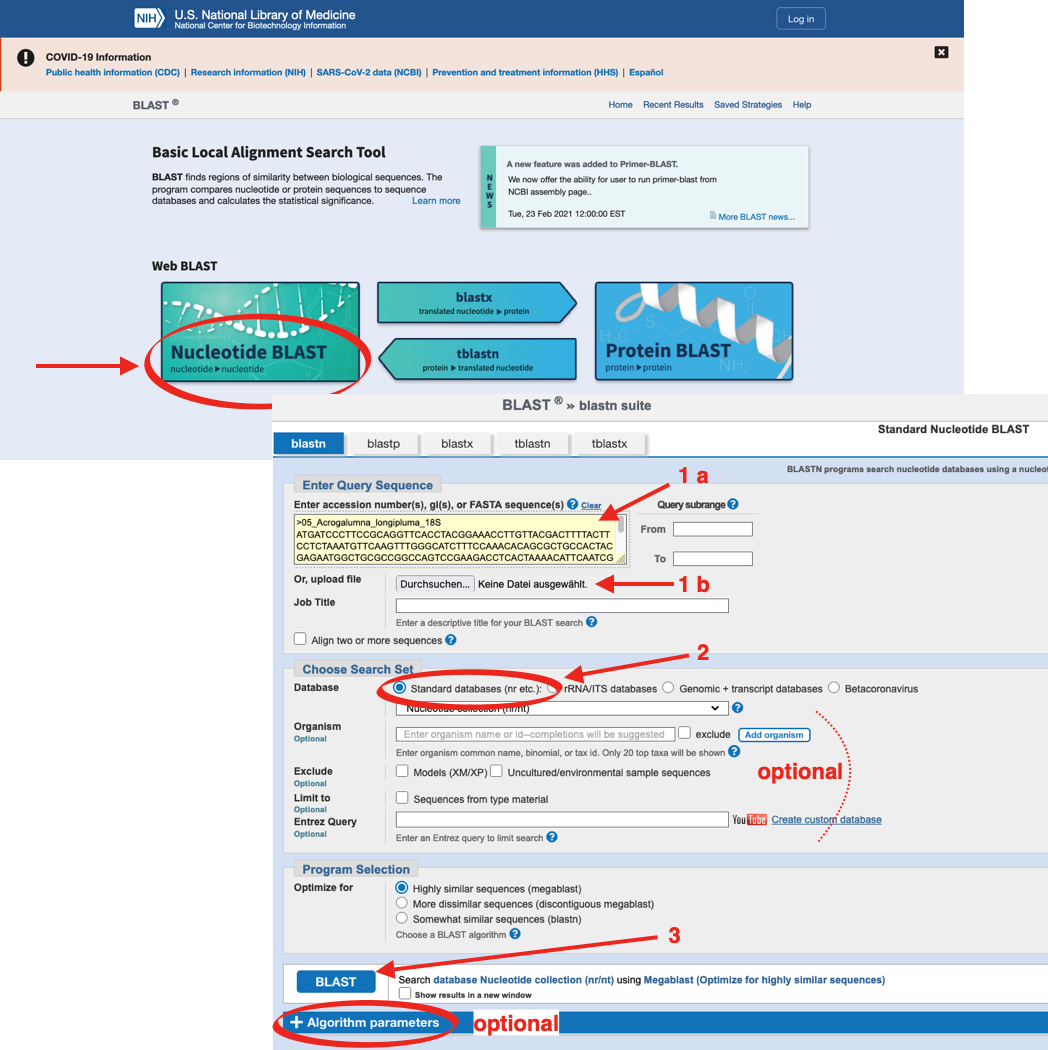 NIH U.S. National Library of Medicine
National Center for Biotechnology Information
Log in
COVID-19 Information
Public health information (CDC) | Research information (NIH) | SARS-CoV-2 data (NCBI) | Prevention and treatment information (HHS) | Español
BLAST ®
Home Recent Results Saved Strategies Help
Basic Local Alignment Search Tool
BLAST finds regions of similarity between biological sequences. The
program compares nucleotide or protein sequences to sequence
databases and calculates the statistical significance. Learn more
NEWS
A new feature was added to Primer-BLAST.
We now offer the ability for user to run primer-blast from
NCBI assembly page..
Tue, 23 Feb 2021 12:00:00 EST
More BLAST news...
Web BLAST
Nucleotide BLAST
nucleotide ▶ nucleotide
blastx
translated nucleotide ▶ protein
tblastn
protein ▶ translated nucleotide
H C S OH
NH₂
Protein BLAST
protein ▶ protein
BLAST ® » blastn suite
Standard Nucleotide BLAST
blastn blastp blastx tblastn tblastx
BLASTN programs search nucleotide databases using a nucleot
1 a
Enter Query Sequence
Enter accession number(s), gi(s), or FASTA sequence(s) ? Clear
Query subrange ?
>05_Acrogalumna_longipluma_18S
ATGATCCCTTCCGCAGGTTCACCTACGGAAACCTTGTTACGACTTTTACTT
CCTCTAAATGTTCAAGTTTGGGCATCTTTCCAAACACAGCGCTGCCACTAC
GAGAATGGCTGCGCCGGCCAGTCCGAAGACCTCACTAAAACATTCAATCG
From
To
Or, upload file Durchsuchen... Keine Datei ausgewählt.
1 b
Job Title
Enter a descriptive title for your BLAST search ?
Align two or more sequences ?
2
Choose Search Set
Database Standard databases (nr etc.): rRNA/ITS databases Genomic + transcript databases Betacoronavirus
Nucleotide collection (nr/nt) ?
Organism
Optional
Enter organism name or id--completions will be suggested exclude Add organism
Enter organism common name, binomial, or tax id. Only 20 top taxa will be shown ?
optional
Exclude
Optional
Models (XM/XP) Uncultured/environmental sample sequences
Limit to
Optional
Sequences from type material
Entrez Query
Optional
YouTube Create custom database
Enter an Entrez query to limit search ?
Program Selection
Optimize for
Highly similar sequences (megablast)
More dissimilar sequences (discontiguous megablast)
Somewhat similar sequences (blastn)
Choose a BLAST algorithm ?
3
BLAST
Search database Nucleotide collection (nr/nt) using Megablast (Optimize for highly similar sequences)
Show results in a new window
+ Algorithm parameters
optional